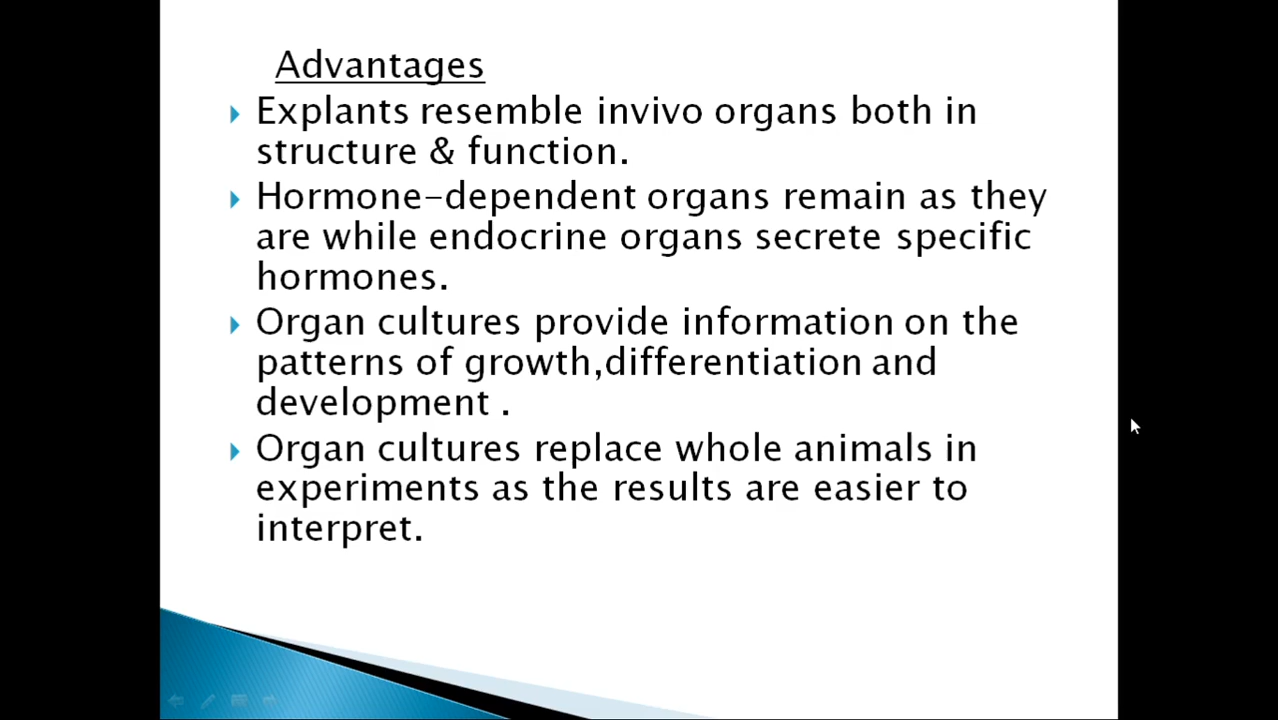 Advantages
Explants resemble invivo organs both in
structure & function.
Hormone-dependent organs remain as they
are while endocrine organs secrete specific
hormones.
Organ cultures provide information on the
patterns of growth,differentiation and
development .
Organ cultures replace whole animals in
experiments as the results are easier to
interpret.